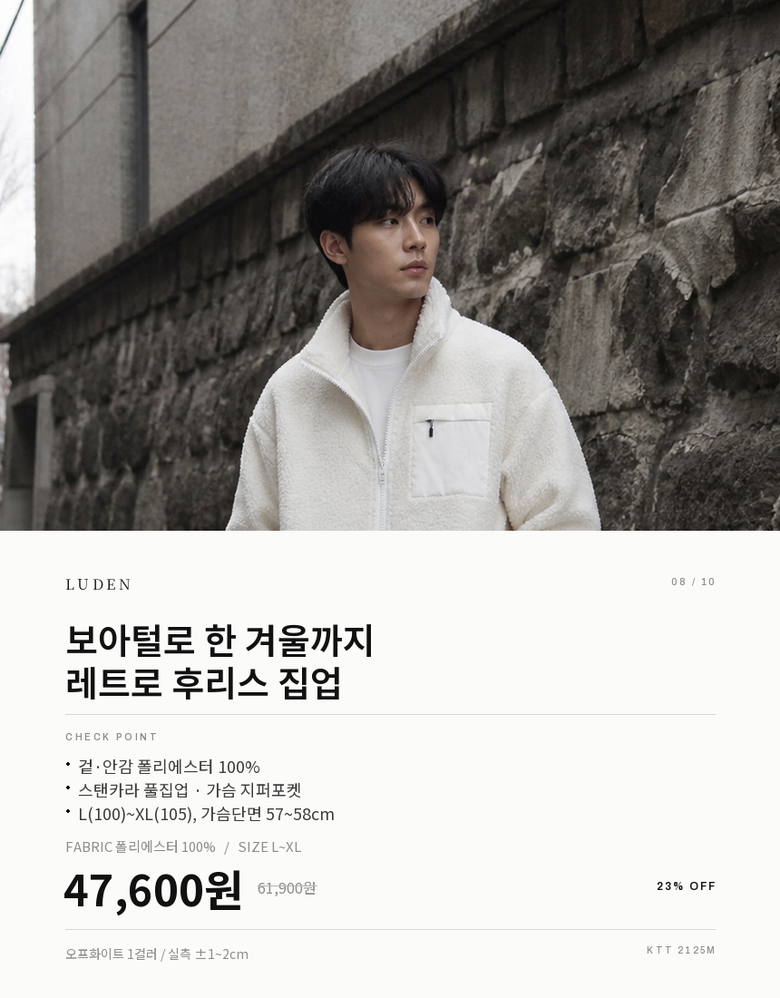 LUDEN
08 / 10
보아털로 한 겨울까지
레트로 후리스 집업
CHECK POINT
• 겉·안감 폴리에스터 100%
• 스탠카라 풀집업 · 가슴 지퍼포켓
• L(100)~XL(105), 가슴단면 57~58cm
FABRIC 폴리에스터 100% / SIZE L~XL
47,600원 61,900원
23% OFF
오프화이트 1컬러 / 실측 ±1~2cm
KTT 2125M